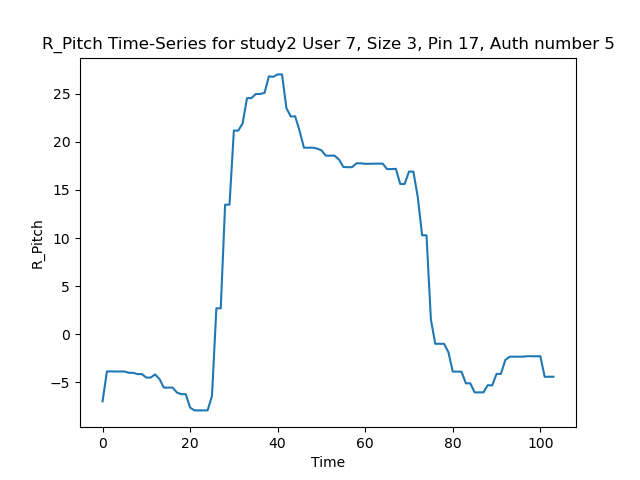 R_Pitch Time-Series for study2 User 7, Size 3, Pin 17, Auth number 5
R_Pitch
25
20
15
10
5
0
−5
0 20 40 60 80 100
Time